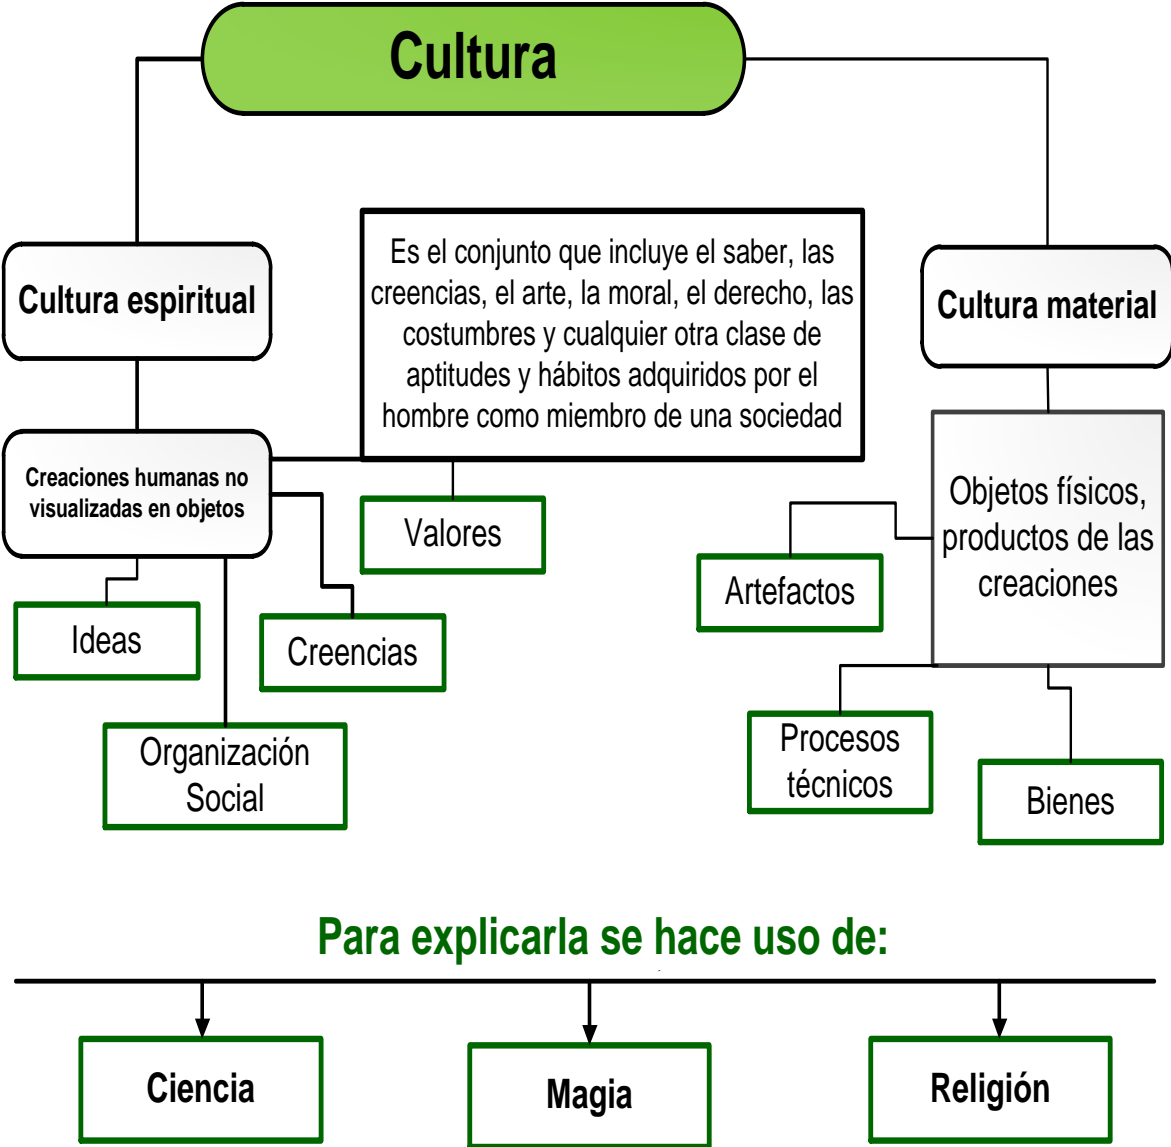 Cultura
Es el conjunto que incluye el saber, las
creencias, el arte, la moral, el derecho, las
costumbres y cualquier otra clase de
aptitudes y hábitos adquiridos por el
hombre como miembro de una sociedad
Cultura espiritual
Creaciones humanas no
visualizadas en objetos
Ideas
Organización
Social
Creencias
Valores
Cultura material
Objetos físicos,
productos de las
creaciones
Artefactos
Procesos
técnicos
Bienes
Para explicarla se hace uso de:
Ciencia
Magia
Religión